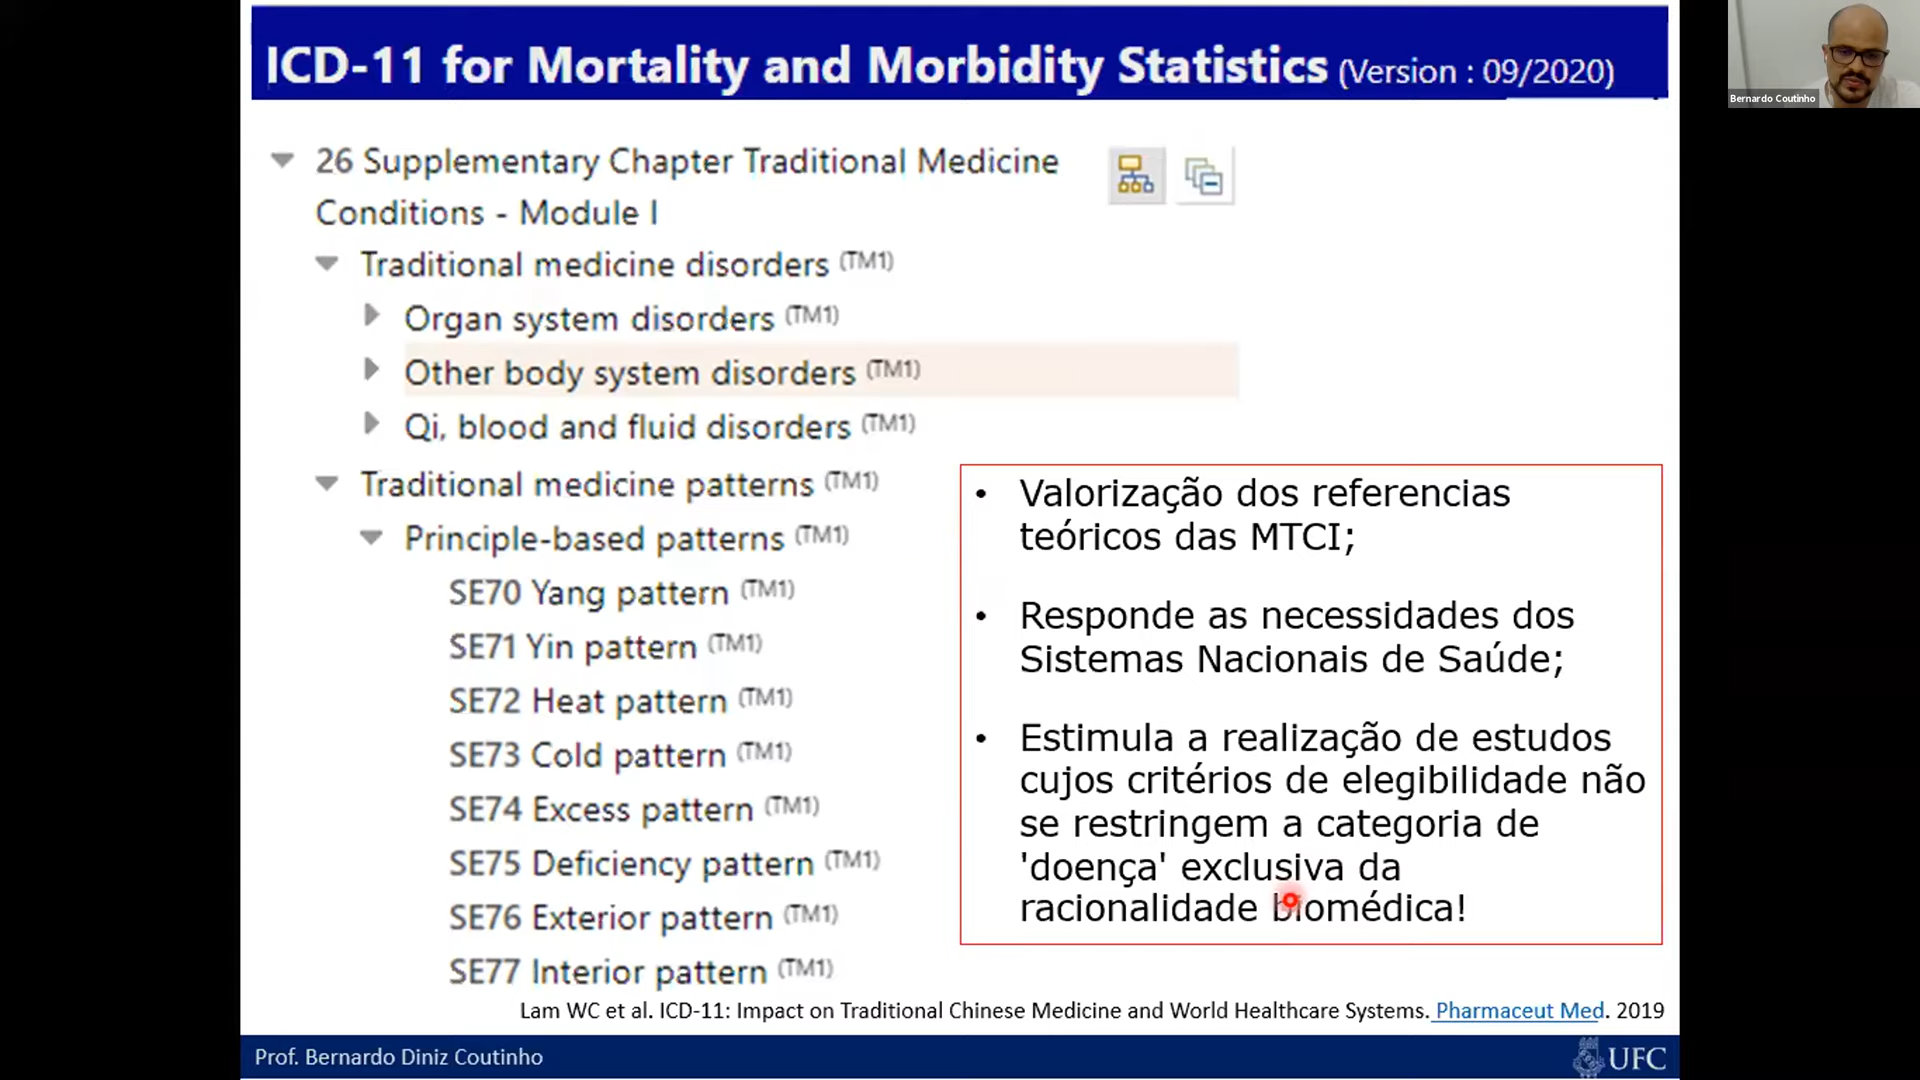 ICD-11 for Mortality and Morbidity Statistics (Version : 09/2020)
Bernardo Coutinho
26 Supplementary Chapter Traditional Medicine
Conditions - Module I
Traditional medicine disorders (TM1)
Organ system disorders (TM1)
Other body system disorders (TM1)
Qi, blood and fluid disorders (TM1)
Traditional medicine patterns (TM1)
Principle-based patterns (TM1)
SE70 Yang pattern (TM1)
SE71 Yin pattern (TM1)
SE72 Heat pattern (TM1)
SE73 Cold pattern (TM1)
SE74 Excess pattern (TM1)
SE75 Deficiency pattern (TM1)
SE76 Exterior pattern (TM1)
SE77 Interior pattern (TM1)
• Valorização dos referencias
teóricos das MTCI;
• Responde as necessidades dos
Sistemas Nacionais de Saúde;
• Estimula a realização de estudos
cujos critérios de elegibilidade não
se restringem a categoria de
'doença' exclusiva da
racionalidade biomédica!
Lam WC et al. ICD-11: Impact on Traditional Chinese Medicine and World Healthcare Systems. Pharmaceut Med. 2019
Prof. Bernardo Diniz Coutinho
UFC